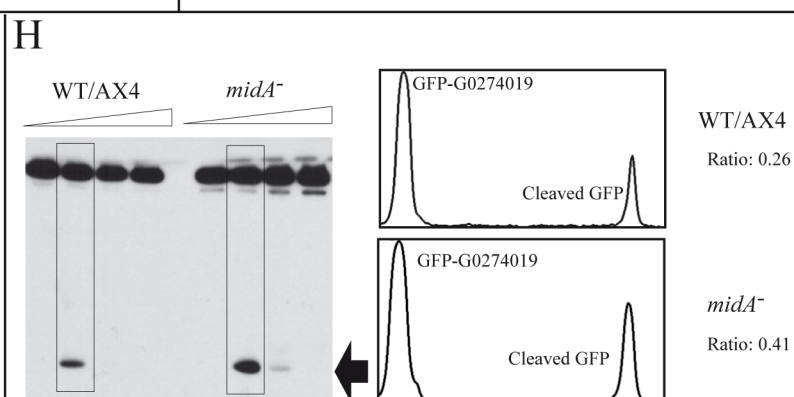 H
WT/AX4
midA-
GFP-G0274019
Cleaved GFP
WT/AX4
Ratio: 0.26
GFP-G0274019
Cleaved GFP
midA-
Ratio: 0.41